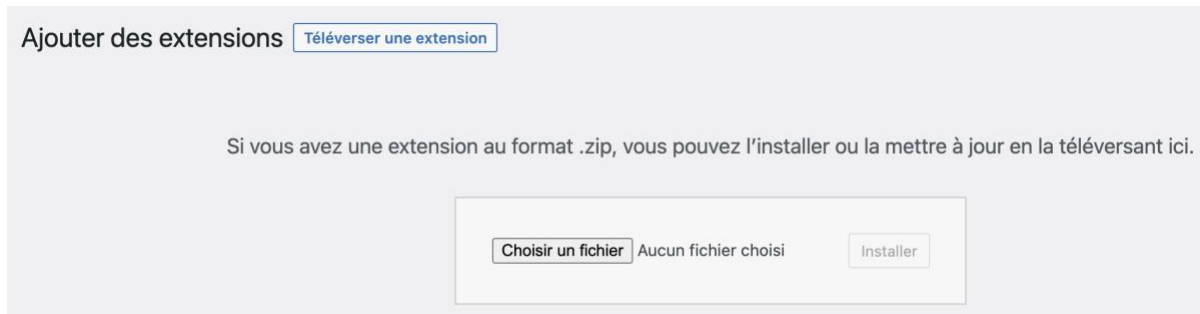 Ajouter des extensions Téléverser une extension
Si vous avez une extension au format .zip, vous pouvez l’installer ou la mettre à jour en la téléversant ici.
Choisir un fichier Aucun fichier choisi Installer